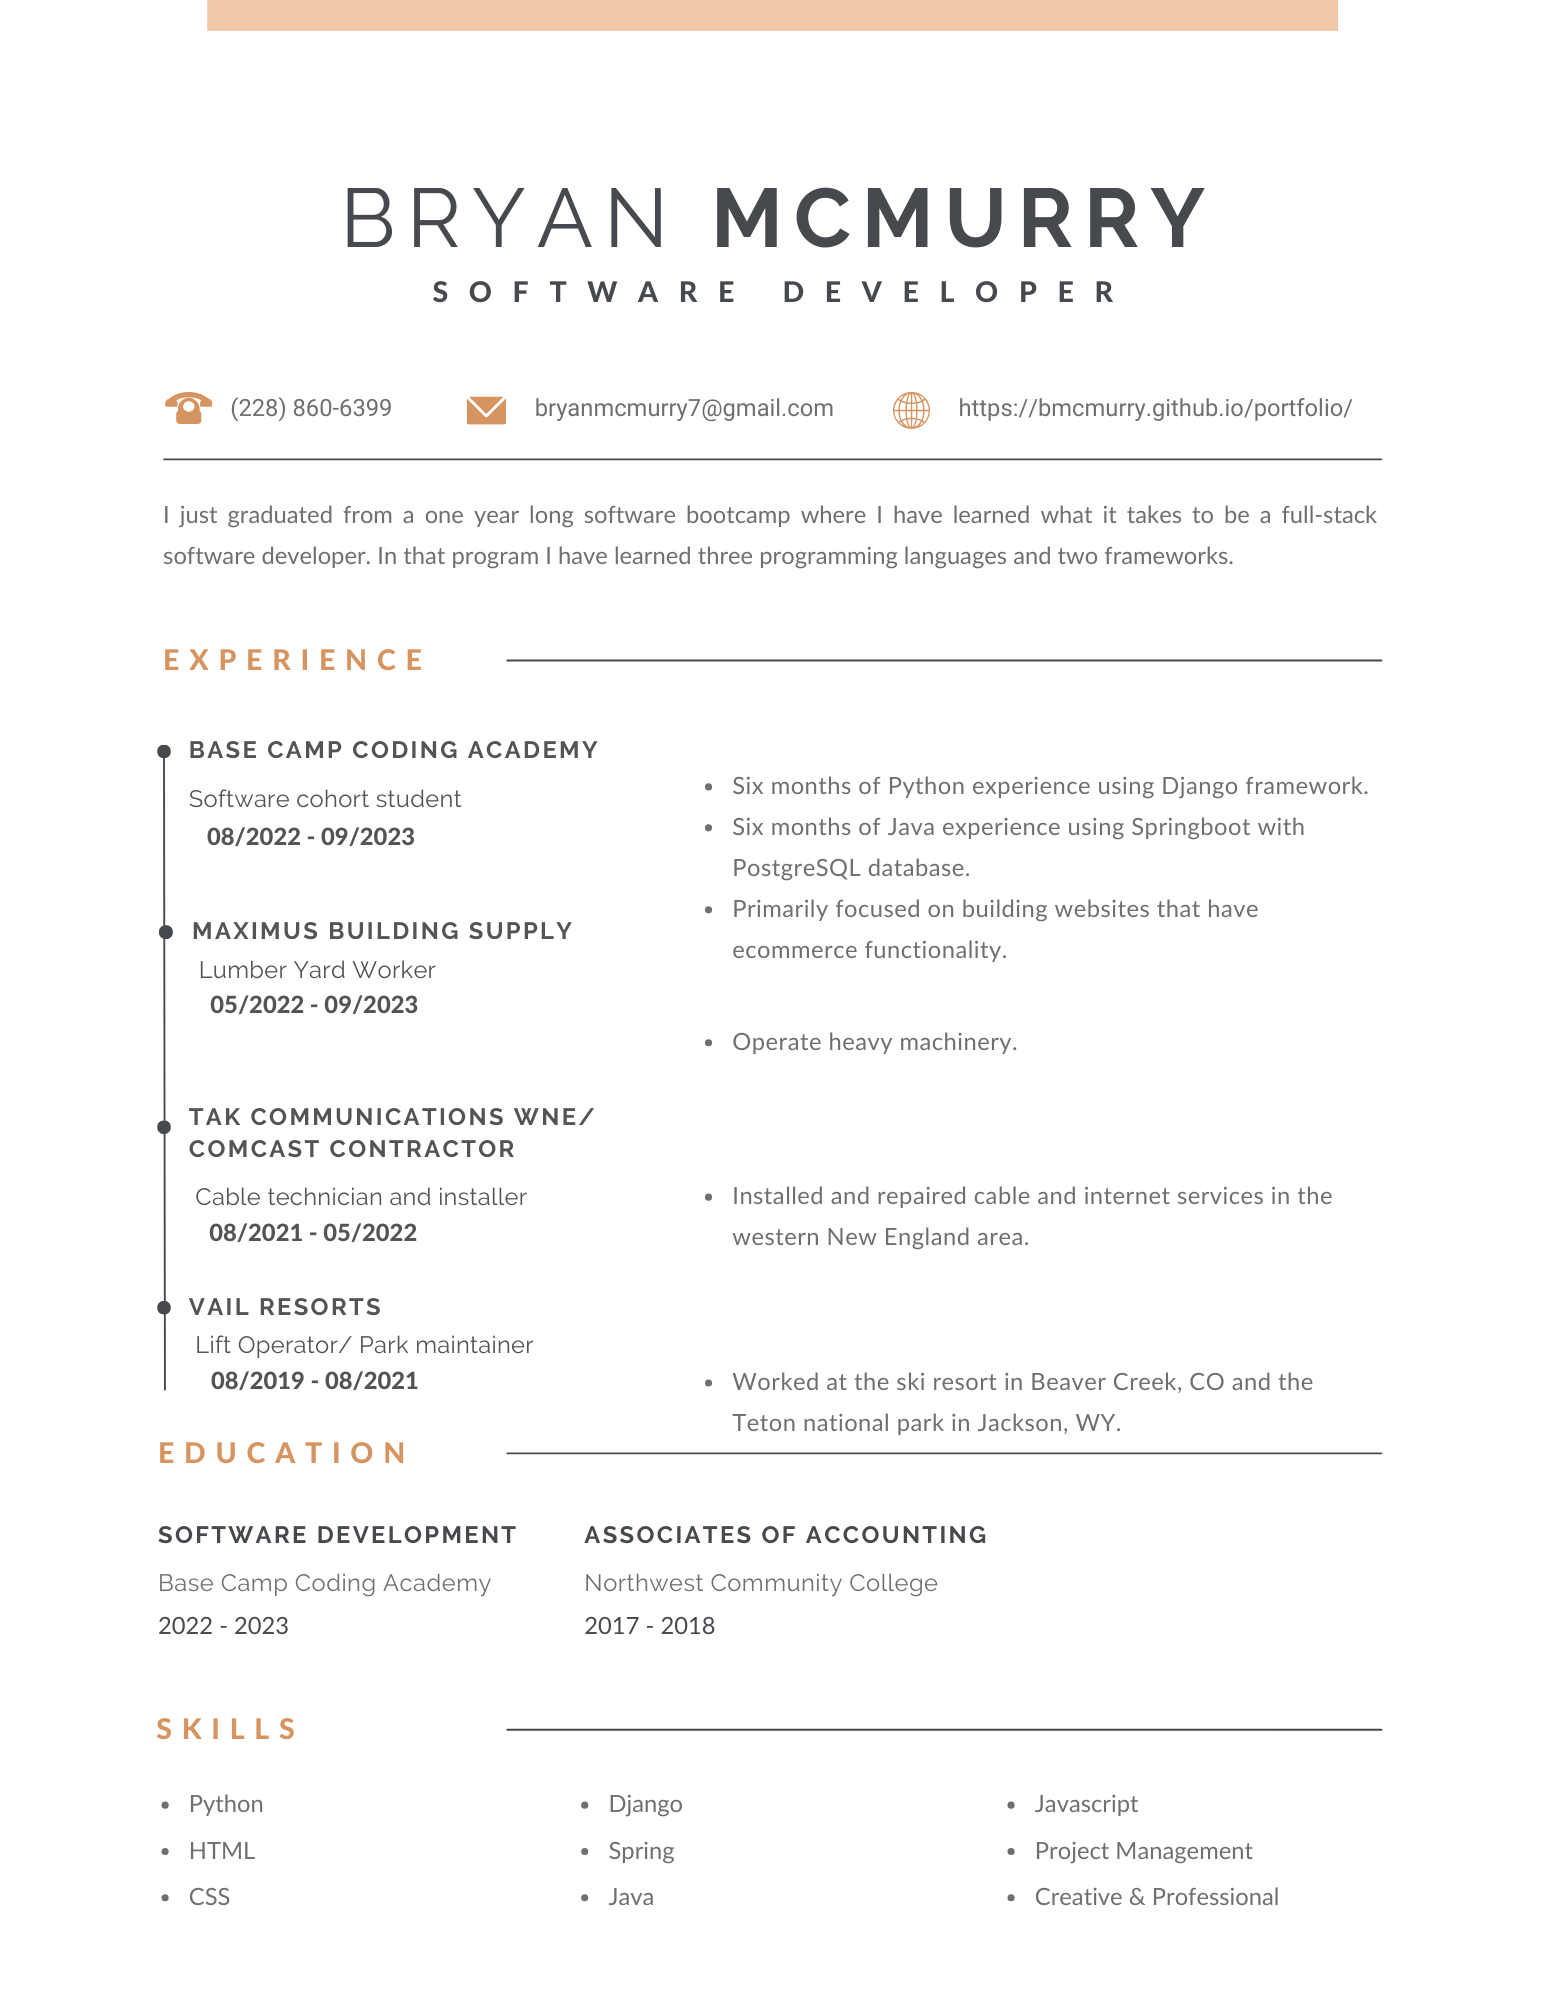 BRYAN MCMURRY
SOFTWARE DEVELOPER
(228) 860-6399 bryanmcmurry7@gmail.com https://bmcmurry.github.io/portfolio/
I just graduated from a one year long software bootcamp where I have learned what it takes to be a full-stack
software developer. In that program I have learned three programming languages and two frameworks.
EXPERIENCE
BASE CAMP CODING ACADEMY
Software cohort student
08/2022 - 09/2023
• Six months of Python experience using Django framework.
• Six months of Java experience using Springboot with
PostgreSQL database.
• Primarily focused on building websites that have
ecommerce functionality.
MAXIMUS BUILDING SUPPLY
Lumber Yard Worker
05/2022 - 09/2023
• Operate heavy machinery.
TAK COMMUNICATIONS WNE/
COMCAST CONTRACTOR
Cable technician and installer
08/2021 - 05/2022
• Installed and repaired cable and internet services in the
western New England area.
VAIL RESORTS
Lift Operator/ Park maintainer
08/2019 - 08/2021
• Worked at the ski resort in Beaver Creek, CO and the
Teton national park in Jackson, WY.
EDUCATION
SOFTWARE DEVELOPMENT
Base Camp Coding Academy
2022 - 2023
ASSOCIATES OF ACCOUNTING
Northwest Community College
2017 - 2018
SKILLS
• Python
• HTML
• CSS
• Django
• Spring
• Java
• Javascript
• Project Management
• Creative & Professional